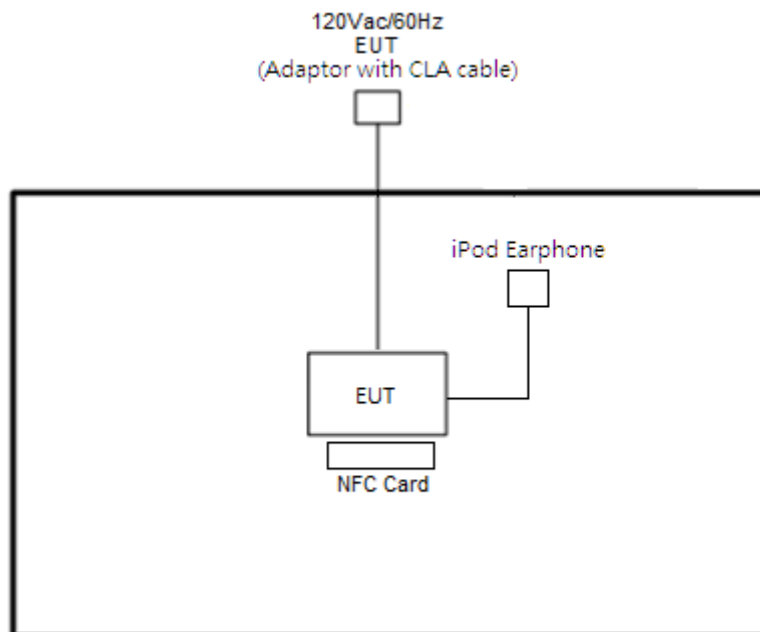 120Vac/60Hz
EUT
(Adaptor with CLA cable)
iPod Earphone
EUT
NFC Card